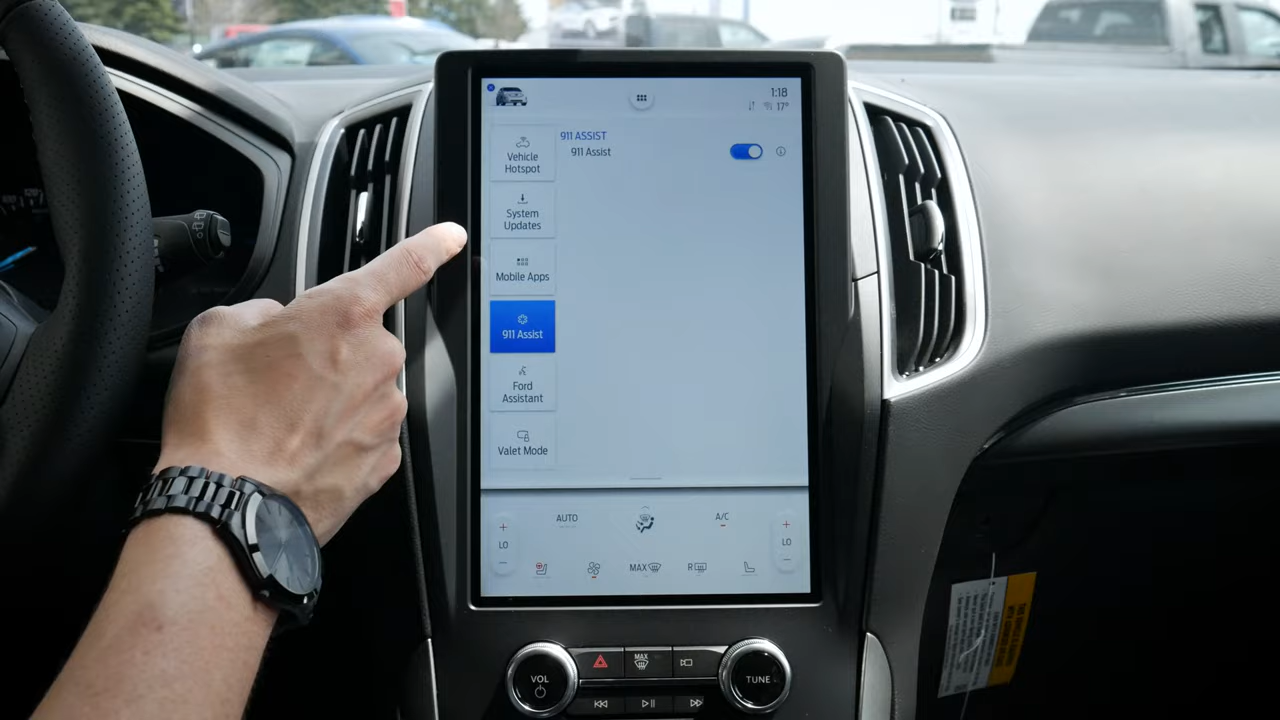 1:18
17°
Vehicle
Hotspot
911 ASSIST
911 Assist
System
Updates
Mobile Apps
911 Assist
Ford
Assistant
Valet Mode
AUTO
A/C
LO
LO
MAX
R
VOL
MAX
TUNE